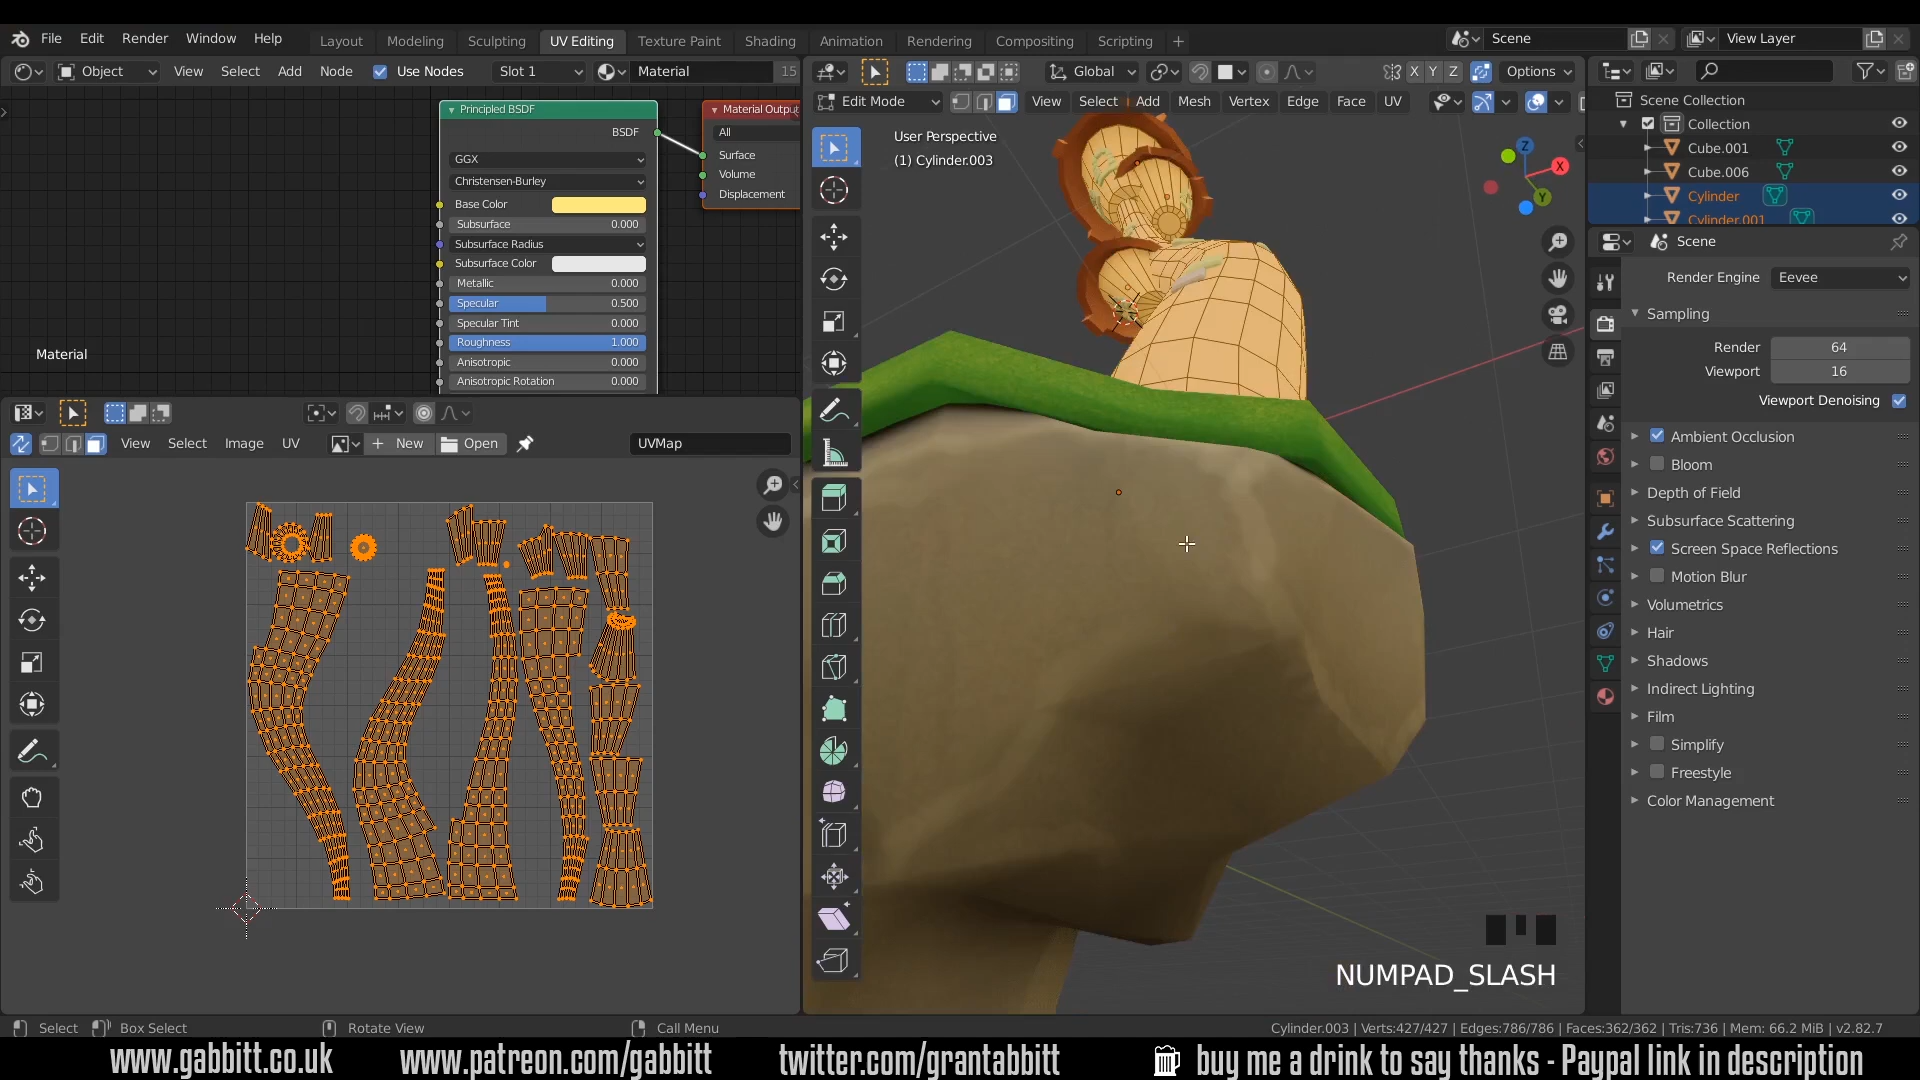 File Edit Render Window Help Layout Modeling Sculpting UV Editing Texture Paint Shading Animation Rendering Compositing Scripting + Scene View Layer
Object View Select Add Node Use Nodes Slot 1 Material 15
Global X Y Z Options
Edit Mode View Select Add Mesh Vertex Edge Face UV
Principled BSDF
BSDF
GGX
Christensen-Burley
Base Color
Subsurface 0.000
Subsurface Radius
Subsurface Color
Metallic 0.000
Specular 0.500
Specular Tint 0.000
Roughness 1.000
Anisotropic 0.000
Anisotropic Rotation 0.000
Material Output
All
Surface
Volume
Displacement
Material
View Select Image UV + New Open UVMap
User Perspective
(1) Cylinder.003
Z
X
Y
NUMPAD_SLASH
Scene Collection
Collection
Cube.001
Cube.006
Cylinder
Cylinder.001
Scene
Render Engine Eevee
Sampling
Render 64
Viewport 16
Viewport Denoising
Ambient Occlusion
Bloom
Depth of Field
Subsurface Scattering
Screen Space Reflections
Motion Blur
Volumetrics
Hair
Shadows
Indirect Lighting
Film
Simplify
Freestyle
Color Management
Select Box Select Rotate View Call Menu Cylinder.003 | Verts:427/427 | Edges:786/786 | Faces:362/362 | Tris:736 | Mem: 66.2 MiB | v2.82.7
www.gabbitt.co.uk www.patreon.com/gabbitt twitter.com/grantabbitt buy me a drink to say thanks - Paypal link in description